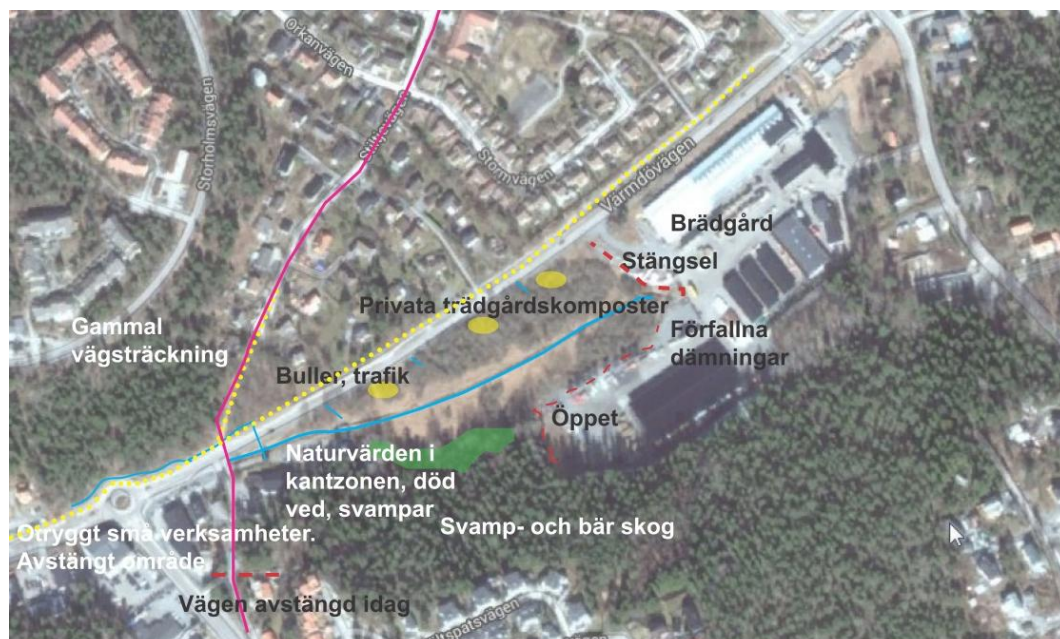 Orkanvägen
Storholmsvägen
Stormvägen
Värmdövägen
Brädgård
Stängsel
Privata trädgårdskomposter
Gammal
vägsträckning
Förfallna
dämningar
Buller, trafik
Öppet
Naturvärden i
kantzonen, död
ved, svampar
Svamp- och bär skog
Otryggt små verksamheter.
Avstängt område
Vägen avstängd idag